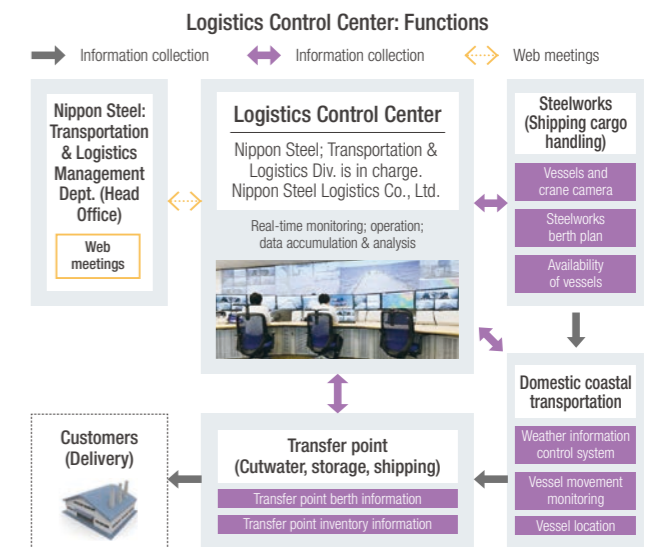 Logistics Control Center: Functions
Information collection
Information collection
Web meetings
Nippon Steel:
Transportation
& Logistics
Management
Dept. (Head
Office)
Web
meetings
Logistics Control Center
Nippon Steel; Transportation &
Logistics Div. is in charge.
Nippon Steel Logistics Co., Ltd.
Real-time monitoring; operation;
data accumulation & analysis
Steelworks
(Shipping cargo
handling)
Vessels and
crane camera
Steelworks
berth plan
Availability
of vessels
Domestic coastal
transportation
Weather information
control system
Vessel movement
monitoring
Vessel location
Transfer point
(Cutwater, storage, shipping)
Transfer point berth information
Transfer point inventory information
Customers
(Delivery)